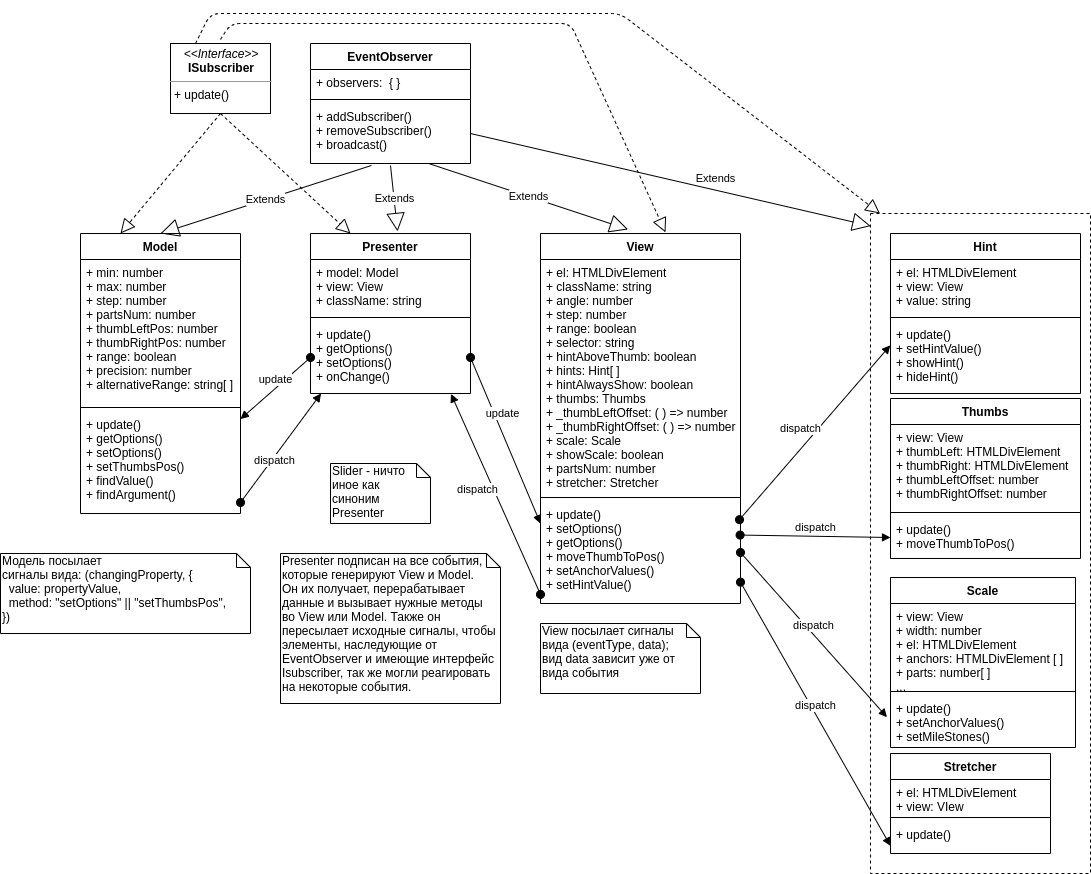 <<Interface>>
ISubscriber
+ update()
EventObserver
+ observers:  { }
+ addSubscriber()
+ removeSubscriber()
+ broadcast()
Extends
Extends
Extends
Extends
Model
+ min: number
+ max: number
+ step: number
+ partsNum: number
+ thumbLeftPos: number
+ thumbRightPos: number
+ range: boolean
+ precision: number
+ alternativeRange: string[ ]
+ update()
+ getOptions()
+ setOptions()
+ setThumbsPos()
+ findValue()
+ findArgument()
update
dispatch
Presenter
+ model: Model
+ view: View
+ className: string
+ update()
+ getOptions()
+ setOptions()
+ onChange()
update
dispatch
View
+ el: HTMLDivElement
+ className: string
+ angle: number
+ step: number
+ range: boolean
+ selector: string
+ hintAboveThumb: boolean
+ hints: Hint[ ]
+ hintAlwaysShow: boolean
+ thumbs: Thumbs
+ _thumbLeftOffset: ( ) => number
+ _thumbRightOffset: ( ) => number
+ scale: Scale
+ showScale: boolean
+ partsNum: number
+ stretcher: Stretcher
+ update()
+ setOptions()
+ getOptions()
+ moveThumbToPos()
+ setAnchorValues()
+ setHintValue()
dispatch
dispatch
dispatch
dispatch
Hint
+ el: HTMLDivElement
+ view: View
+ value: string
+ update()
+ setHintValue()
+ showHint()
+ hideHint()
Thumbs
+ view: View
+ thumbLeft: HTMLDivElement
+ thumbRight: HTMLDivElement
+ thumbLeftOffset: number
+ thumbRightOffset: number
+ update()
+ moveThumbToPos()
Scale
+ view: View
+ width: number
+ el: HTMLDivElement
+ anchors: HTMLDivElement [ ]
+ parts: number[ ]
...
+ update()
+ setAnchorValues()
+ setMileStones()
Stretcher
+ el: HTMLDivElement
+ view: VIew
+ update()
Slider - ничто
иное как
синоним
Presenter
Модель посылает
сигналы вида: (changingProperty, {
value: propertyValue,
method: "setOptions" || "setThumbsPos",
})
Presenter подписан на все события,
которые генерируют View и Model.
Он их получает, перерабатывает
данные и вызывает нужные методы
во View или Model. Также он
пересылает исходные сигналы, чтобы
элементы, наследующие от
EventObserver и имеющие интерфейс
Isubscriber, так же могли реагировать
на некоторые события.
View посылает сигналы
вида (eventType, data);
вид data зависит уже от
вида события